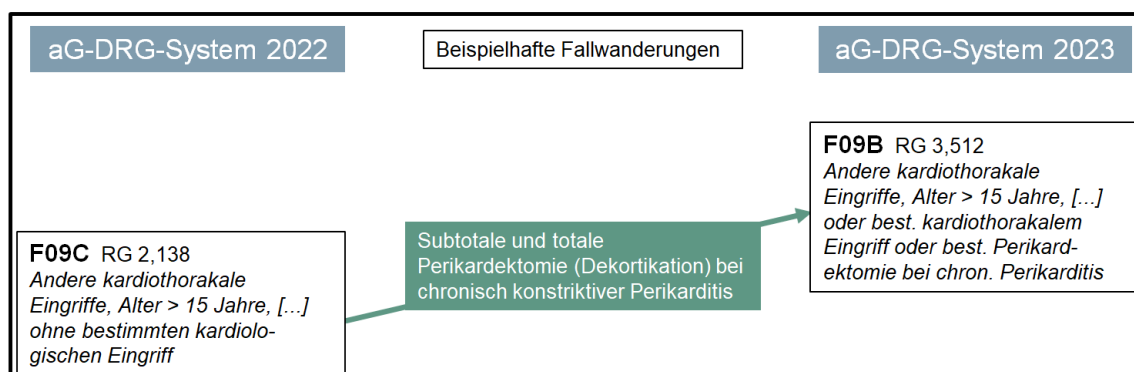 aG-DRG-System 2022
Beispielhafte Fallwanderungen
aG-DRG-System 2023
F09B RG 3,512
Andere kardiothorakale
Eingriffe, Alter > 15 Jahre, [...]
oder best. kardiothorakalem
Eingriff oder best. Perikard-
ektomie bei chron. Perikarditis
Subtotale und totale
Perikardektomie (Dekortikation) bei
chronisch konstriktiver Perikarditis
F09C RG 2,138
Andere kardiothorakale
Eingriffe, Alter > 15 Jahre, [...]
ohne bestimmten kardiolo-
gischen Eingriff